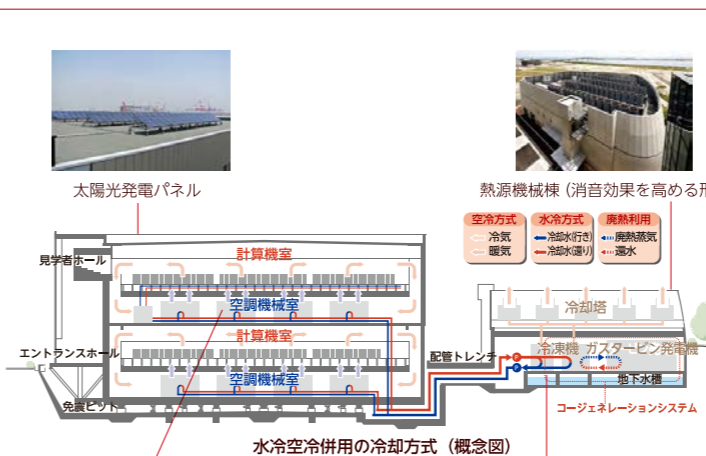 太陽光発電パネル
熱源機械棟（消音効果を高める形
空冷方式
冷気
暖気
水冷方式
冷却水(行き)
冷却水(還り)
廃熱利用
廃熱蒸気
還水
見学者ホール
計算機室
空調機械室
計算機室
エントランスホール
空調機械室
免震ピット
冷却塔
配管トレンチ
冷凍機
ガスタービン発電機
P
P
地下水槽
コージェネレーションシステム
水冷空冷併用の冷却方式（概念図）